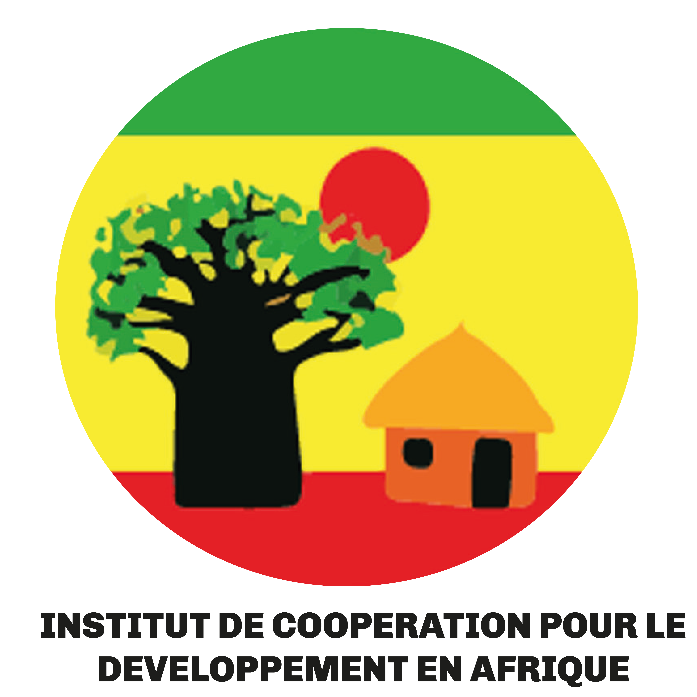 INSTITUT DE COOPERATION POUR LE
DEVELOPPEMENT EN AFRIQUE